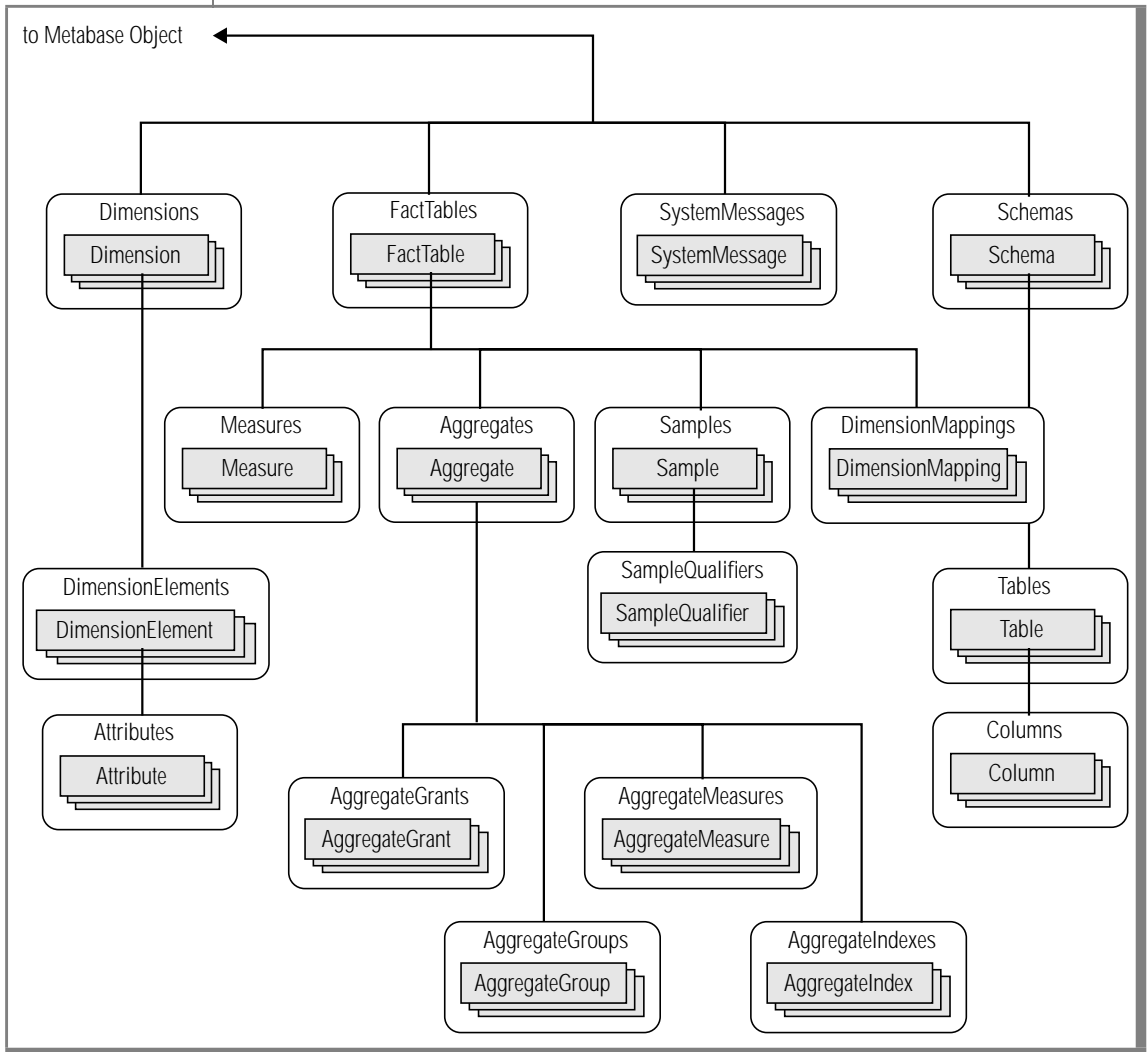 to Metabase Object
Dimensions
Dimension
FactTables
FactTable
SystemMessages
SystemMessage
Schemas
Schema
Measures
Measure
Aggregates
Aggregate
Samples
Sample
DimensionMappings
DimensionMapping
SampleQualifiers
SampleQualifier
DimensionElements
DimensionElement
Tables
Table
Attributes
Attribute
Columns
Column
AggregateGrants
AggregateGrant
AggregateMeasures
AggregateMeasure
AggregateGroups
AggregateGroup
AggregateIndexes
AggregateIndex